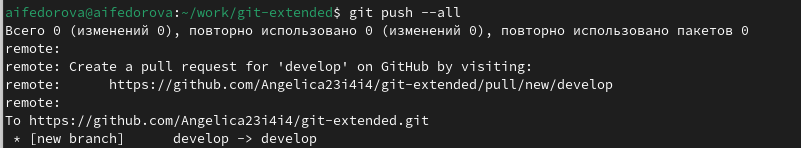 aifedorova@aifedorova:~/work/git-extended$ git push --all
Всего 0 (изменений 0), повторно использовано 0 (изменений 0), повторно использовано пакетов 0
remote:
remote: Create a pull request for 'develop' on GitHub by visiting:
remote:      https://github.com/Angelica23i4i4/git-extended/pull/new/develop
remote:
To https://github.com/Angelica23i4i4/git-extended.git
 * [new branch]      develop -> develop